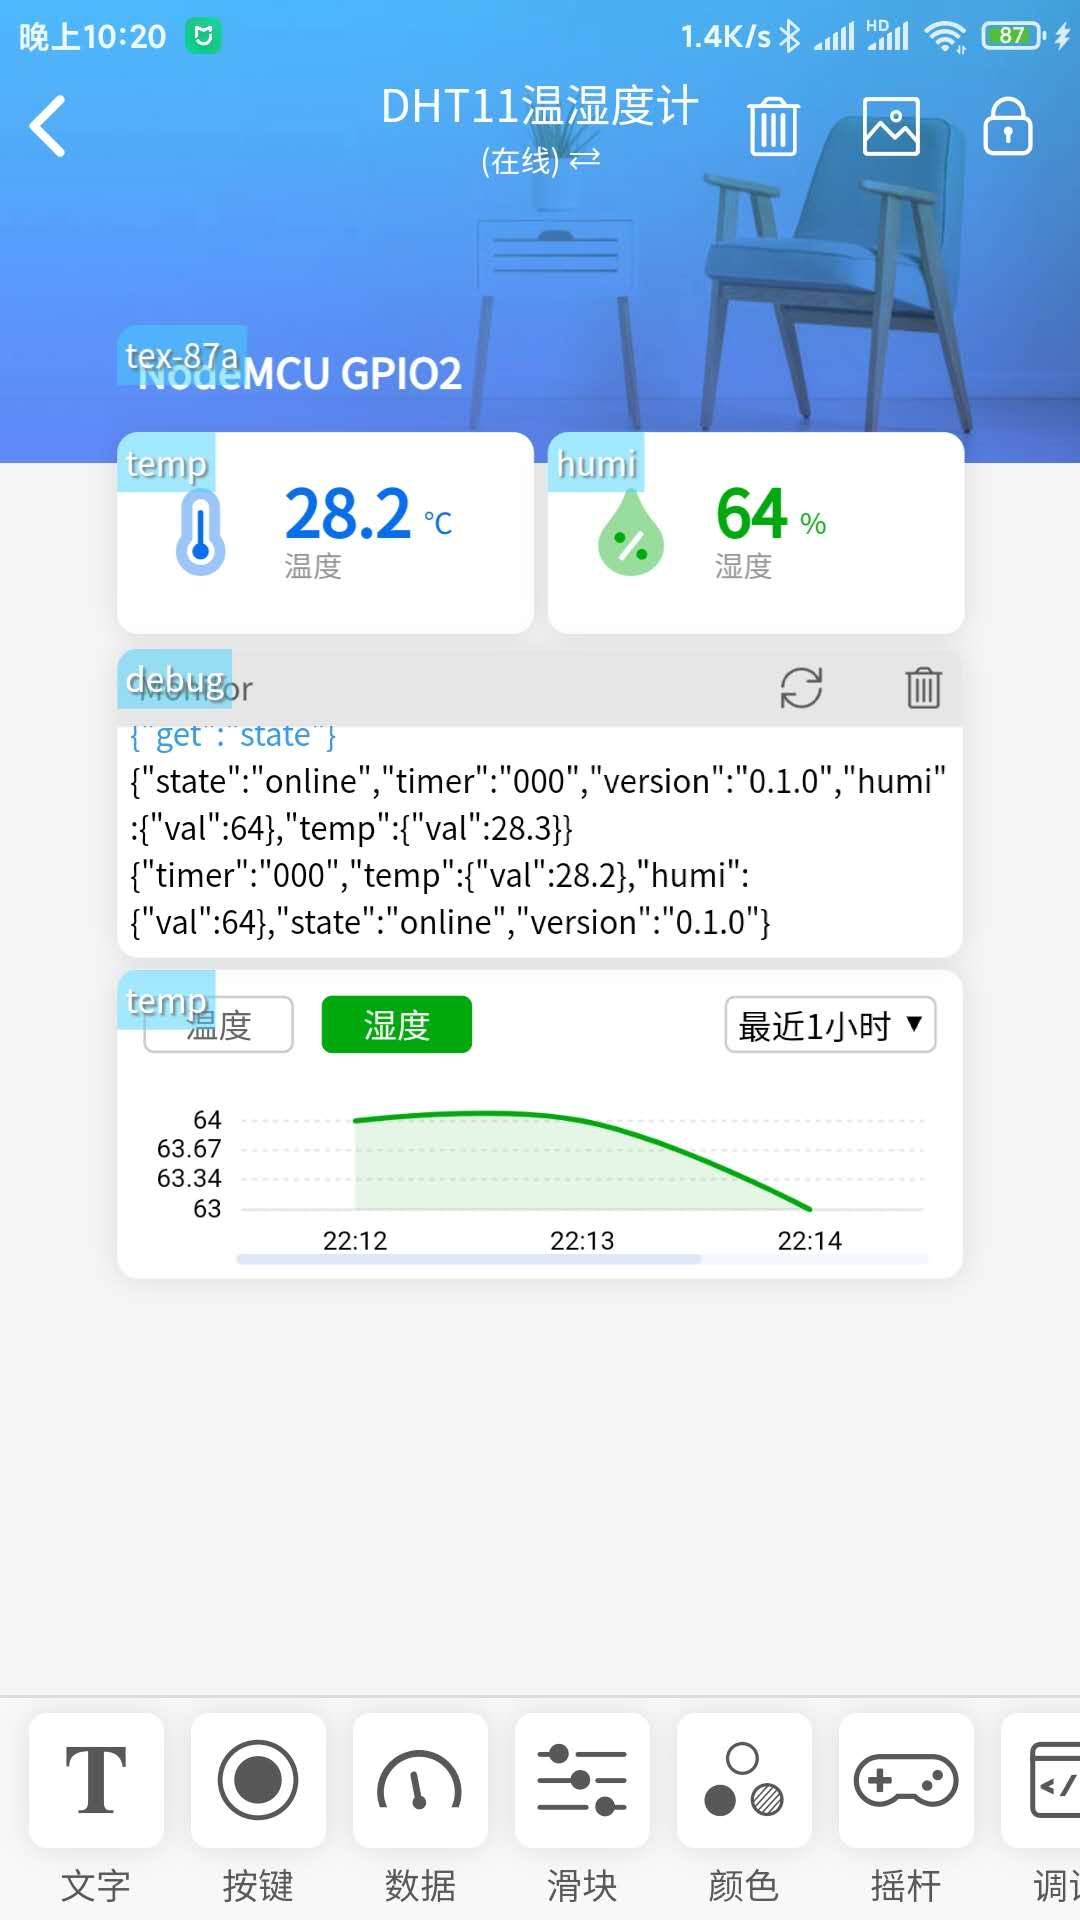 晚上10:20
1.4K/s HD 87
DHT11温湿度计
(在线)
tex-87a
NodeMCU GPIO2
temp
28.2 ℃
温度
humi
64 %
湿度
debug
Monitor
{"get":"state"}
{"state":"online","timer":"000","version":"0.1.0","humi"
:{"val":64},"temp":{"val":28.3}}
{"timer":"000","temp":{"val":28.2},"humi":
{"val":64},"state":"online","version":"0.1.0"}
temp
温度 湿度 最近1小时
64
63.67
63.34
63
22:12 22:13 22:14
文字 按键 数据 滑块 颜色 摇杆